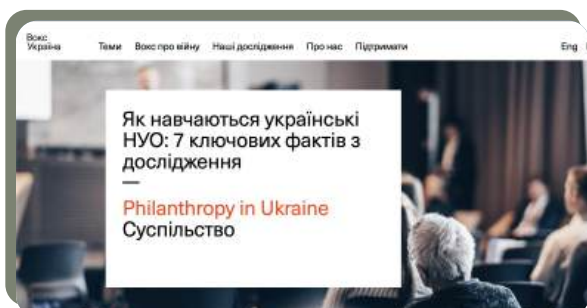 Вокс
Україна
Теми
Вокс про війну
Наші дослідження
Про нас
Підтримати
Eng
Як навчаються українські
НУО: 7 ключових фактів з
дослідження
—
Philanthropy in Ukraine
Суспільство